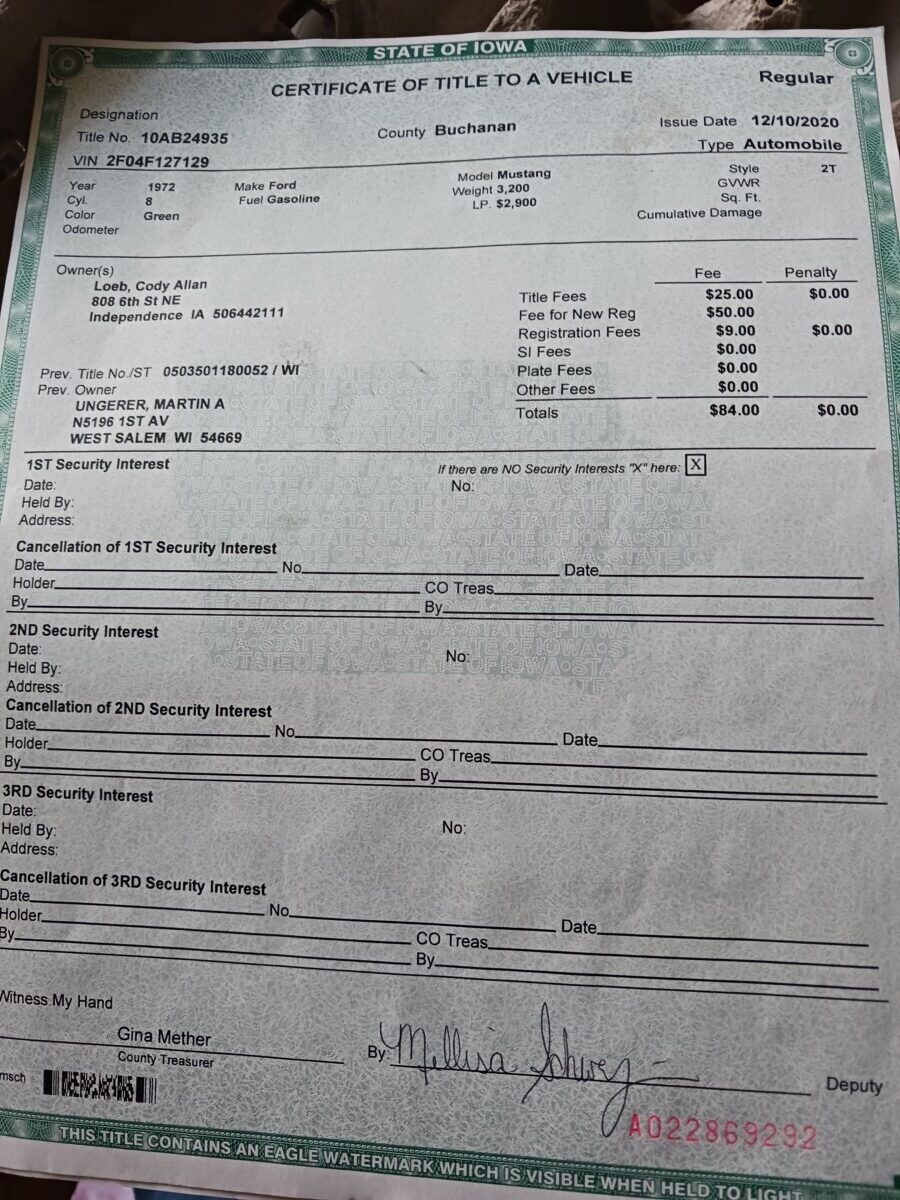 STATE OF IOWA
CERTIFICATE OF TITLE TO A VEHICLE
Regular
Designation
Title No. 10AB24935
County Buchanan
Issue Date 12/10/2020
Type Automobile
VIN 2F04F127129
Year 1972 Make Ford Model Mustang Style 2T
Cyl. 8 Fuel Gasoline Weight 3,200 GVWR
Color Green LP. $2,900 Sq. Ft.
Odometer Cumulative Damage
Owner(s)
Loeb, Cody Allan
808 6th St NE
Independence IA 506442111
Fee Penalty
Title Fees $25.00 $0.00
Fee for New Reg $50.00
Registration Fees $9.00 $0.00
SI Fees $0.00
Plate Fees $0.00
Other Fees $0.00
Totals $84.00 $0.00
Prev. Title No./ST 0503501180052 / WI
Prev. Owner
UNGERER, MARTIN A
N5196 1ST AV
WEST SALEM WI 54669
1ST Security Interest
If there are NO Security Interests "X" here: X
Date: No:
Held By:
Address:
Cancellation of 1ST Security Interest
Date No. Date
Holder CO Treas.
By By
2ND Security Interest
Date: No:
Held By:
Address:
Cancellation of 2ND Security Interest
Date No. Date
Holder CO Treas.
By By
3RD Security Interest
Date: No:
Held By:
Address:
Cancellation of 3RD Security Interest
Date No. Date
Holder CO Treas.
By By
Witness My Hand
Gina Mether
County Treasurer
By: Mellisa
Deputy
msch
A022869292
THIS TITLE CONTAINS AN EAGLE WATERMARK WHICH IS VISIBLE WHEN HELD TO LIGHT